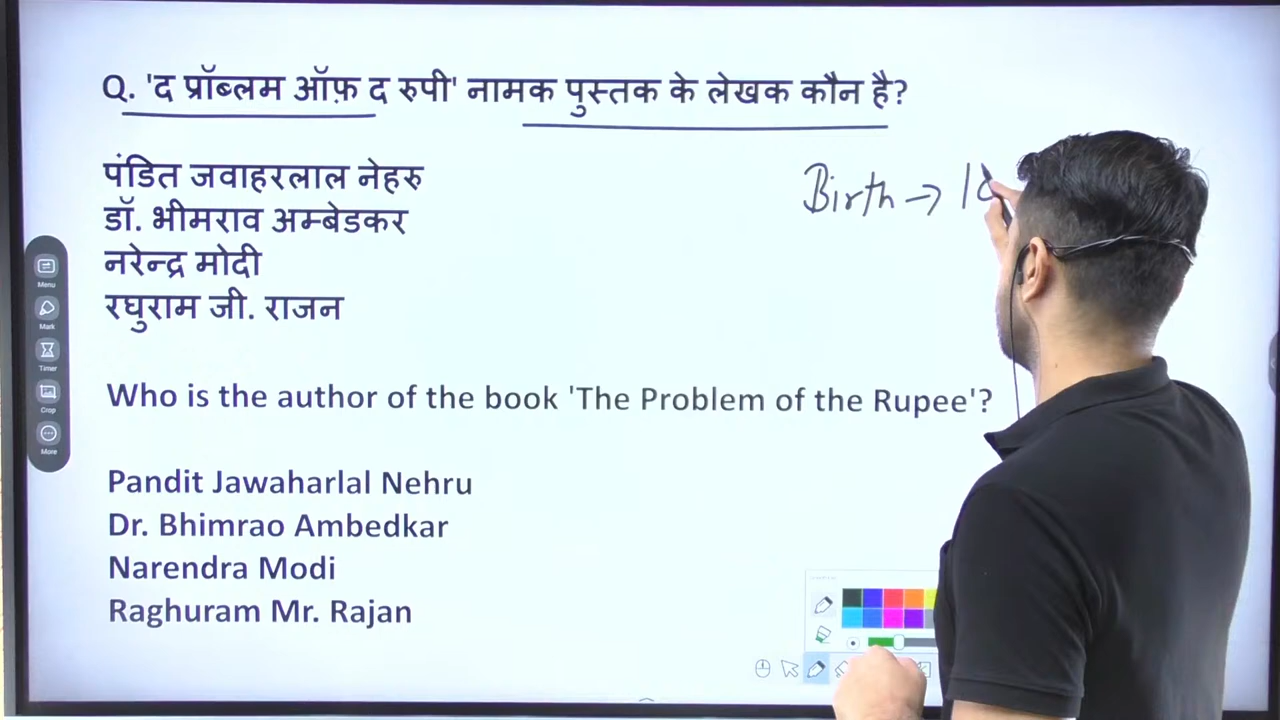 Q. 'द प्रॉब्लम ऑफ़ द रुपी' नामक पुस्तक के लेखक कौन है?
पंडित जवाहरलाल नेहरु
डॉ. भीमराव अम्बेडकर
नरेन्द्र मोदी
रघुराम जी. राजन
Birth → 1
Who is the author of the book 'The Problem of the Rupee'?
Pandit Jawaharlal Nehru
Dr. Bhimrao Ambedkar
Narendra Modi
Raghuram Mr. Rajan
Menu
Mark
Timer
Crop
More